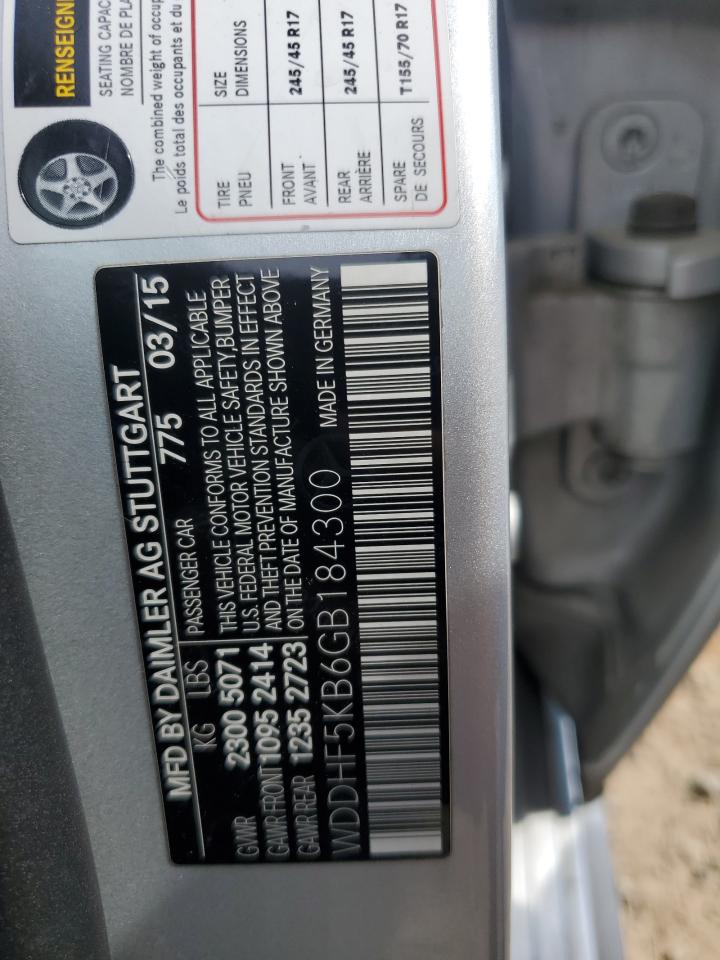 RENSEIGN
SEATING CAPAC
NOMBRE DE PLA
The combined weight of occup
Le poids total des occupants et du
TIRE SIZE
PNEU DIMENSIONS
FRONT 245/45 R17
AVANT
REAR 245/45 R17
ARRIÈRE
SPARE T155/70 R17
DE SECOURS
MFD BY DAIMLER AG STUTTGART
KG LBS PASSENGER CAR 775 03/15
GVWR 2300 5071 THIS VEHICLE CONFORMS TO ALL APPLICABLE
U.S. FEDERAL MOTOR VEHICLE SAFETY BUMPER
GAWR FRONT 1095 2414 AND THEFT PREVENTION STANDARDS IN EFFECT
GAWR REAR 1235 2723 ON THE DATE OF MANUFACTURE SHOWN ABOVE
WDDHF5KB6GB184300 MADE IN GERMANY